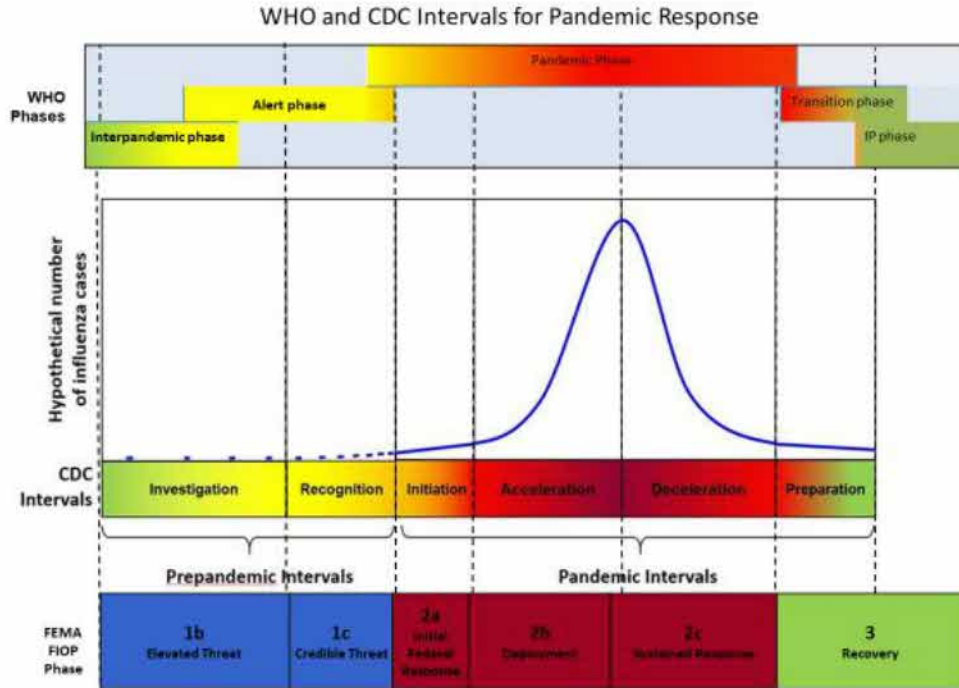 WHO and CDC Intervals for Pandemic Response
Pandemic Phase
WHO
Phases
Alert phase
Transition phase
Interpandemic phase
IP phase
Hypothetical number
of influenza cases
CDC
Intervals
Investigation
Recognition
Initiation
Acceleration
Deceleration
Preparation
Prepandemic Intervals
Pandemic Intervals
FEMA
FIOP
Phase
1b
Elevated Threat
1c
Credible Threat
2a
Initial
Federal
Response
2b
Deployment
2c
Sustained Response
3
Recovery